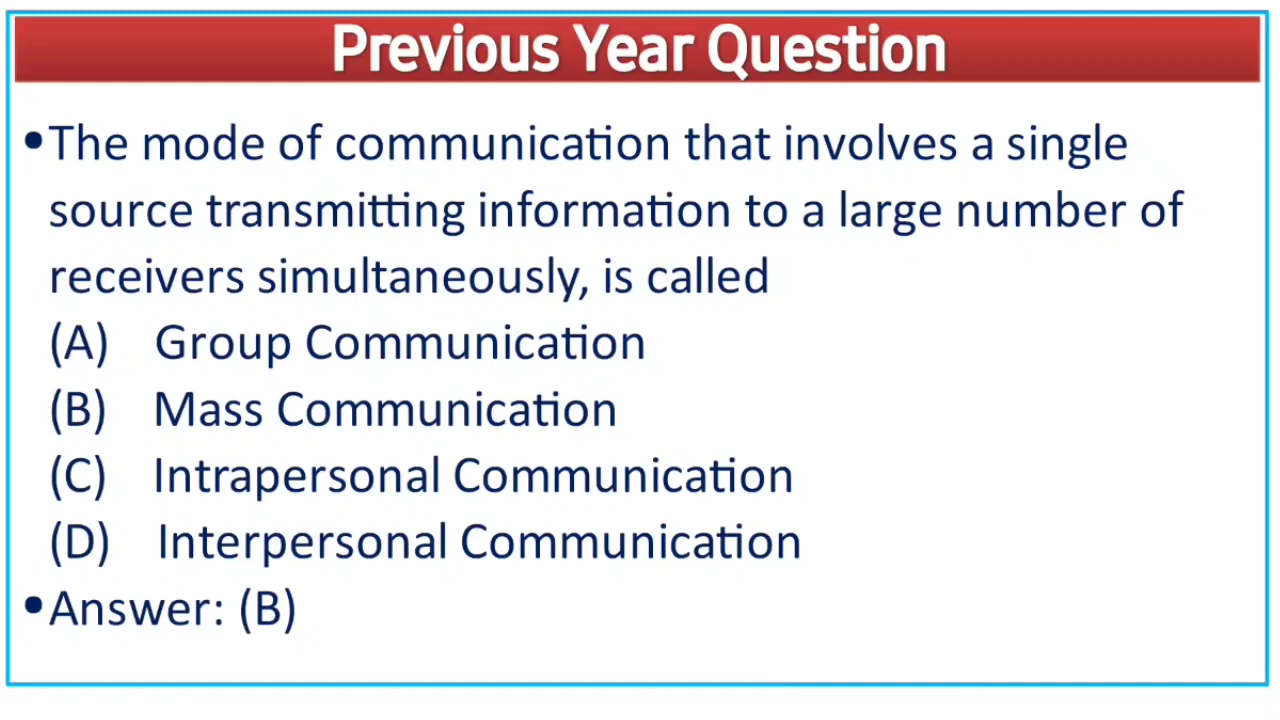 Previous Year Question
•The mode of communication that involves a single
source transmitting information to a large number of
receivers simultaneously, is called
(A) Group Communication
(B) Mass Communication
(C) Intrapersonal Communication
(D) Interpersonal Communication
•Answer: (B)